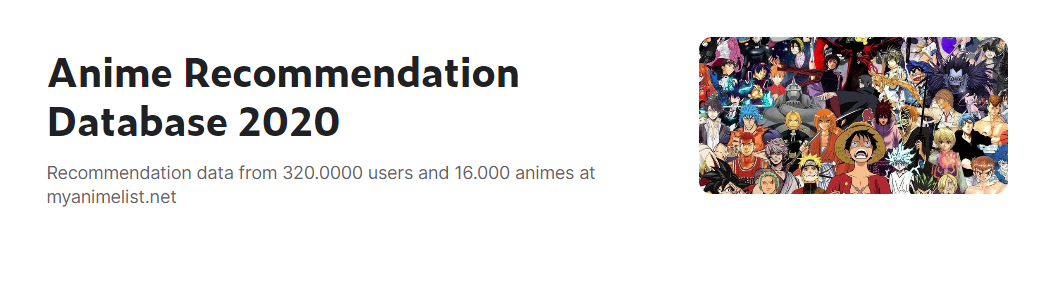 Anime Recommendation
Database 2020
Recommendation data from 320.0000 users and 16.000 animes at
myanimelist.net